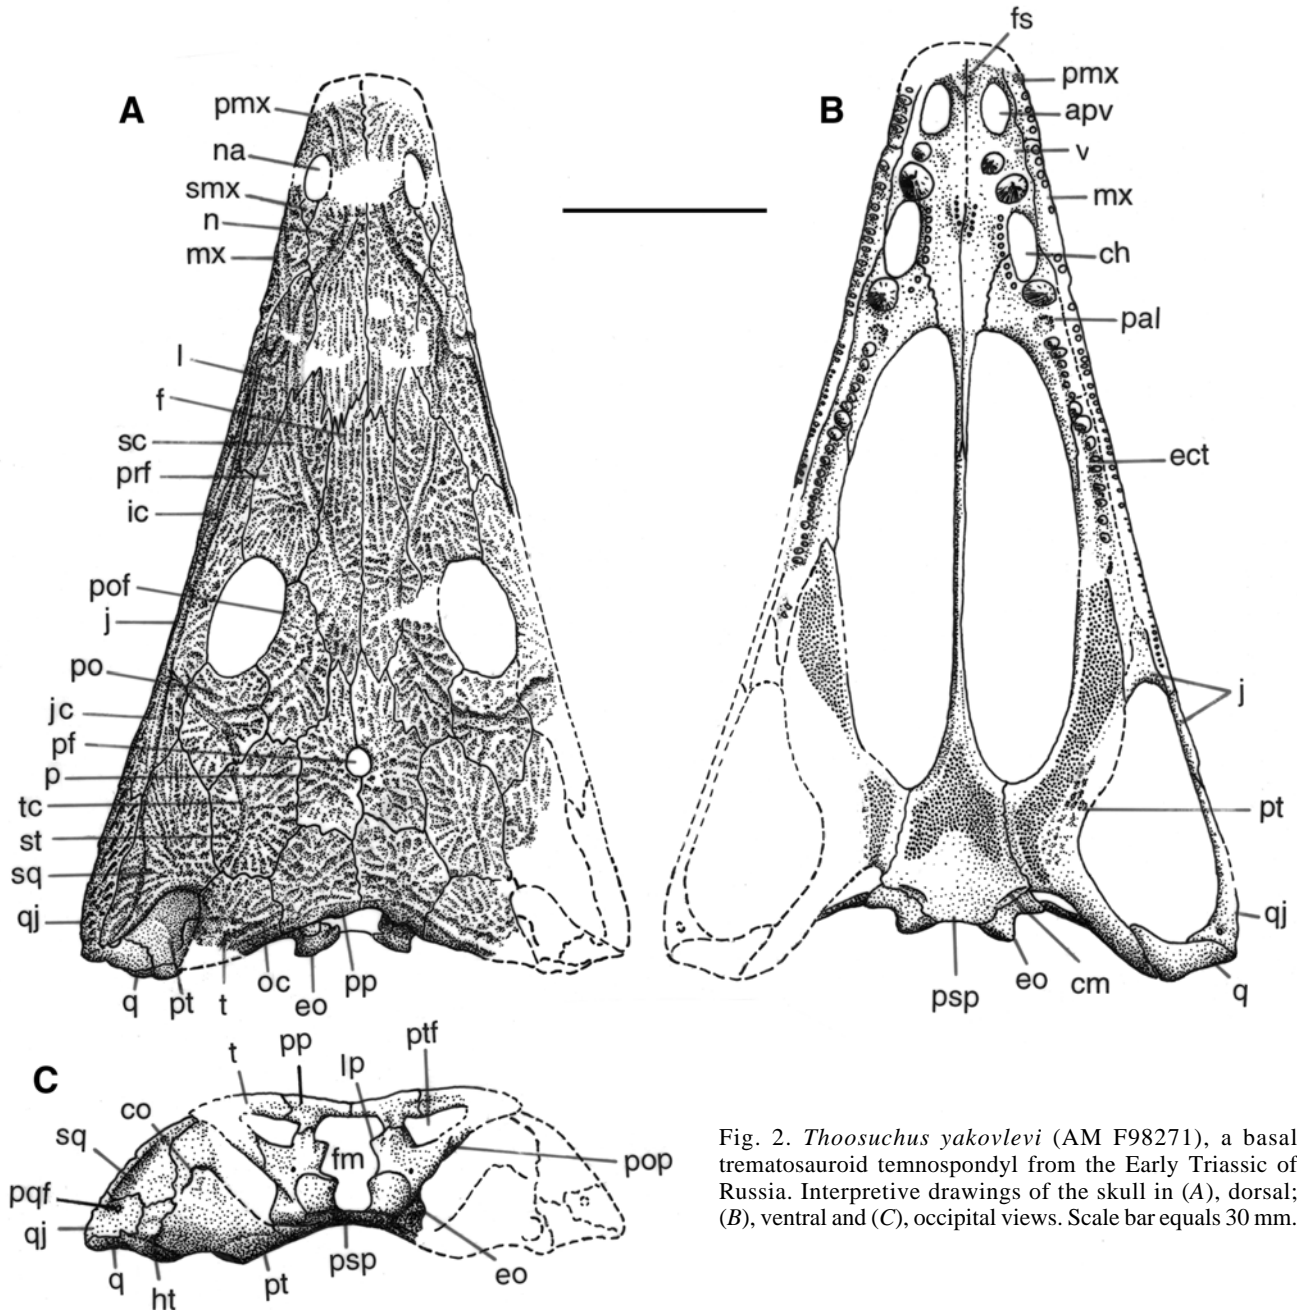 A
pmx
na
smx
n
mx
l
f
sc
prf
ic
pof
j
po
jc
pf
p
tc
st
sq
qj
q
pt
t
oc
eo
pp
B
fs
pmx
apv
v
mx
ch
pal
ect
j
pt
qj
q
cm
eo
psp
C
t
pp
lp
ptf
co
sq
pqf
qj
q
ht
pt
psp
eo
pop
fm
Fig. 2. Thoosuchus yakovlevi (AM F98271), a basal
trematosauroid temnospondyl from the Early Triassic of
Russia. Interpretive drawings of the skull in (A), dorsal;
(B), ventral and (C), occipital views. Scale bar equals 30 mm.